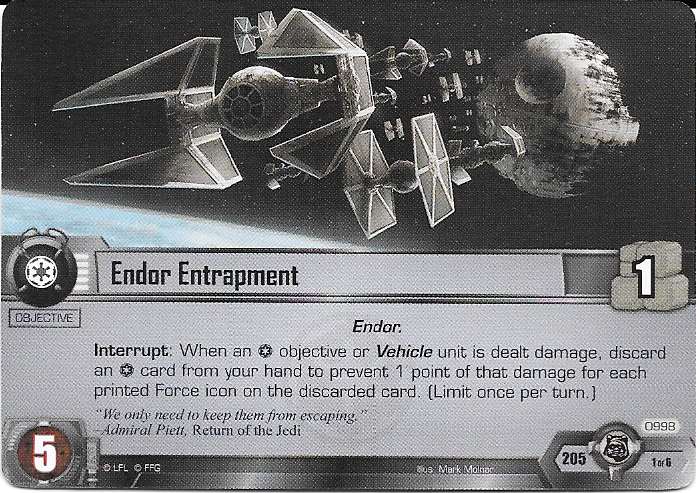 Endor Entrapment
1
OBJECTIVE
Endor.
Interrupt: When an objective or Vehicle unit is dealt damage, discard
an card from your hand to prevent 1 point of that damage for each
printed Force icon on the discarded card. (Limit once per turn.)
"We only need to keep them from escaping."
–Admiral Piett, Return of the Jedi
5
© LFL © FFG
Illus. Mark Molnar
0998
205
1 of 6